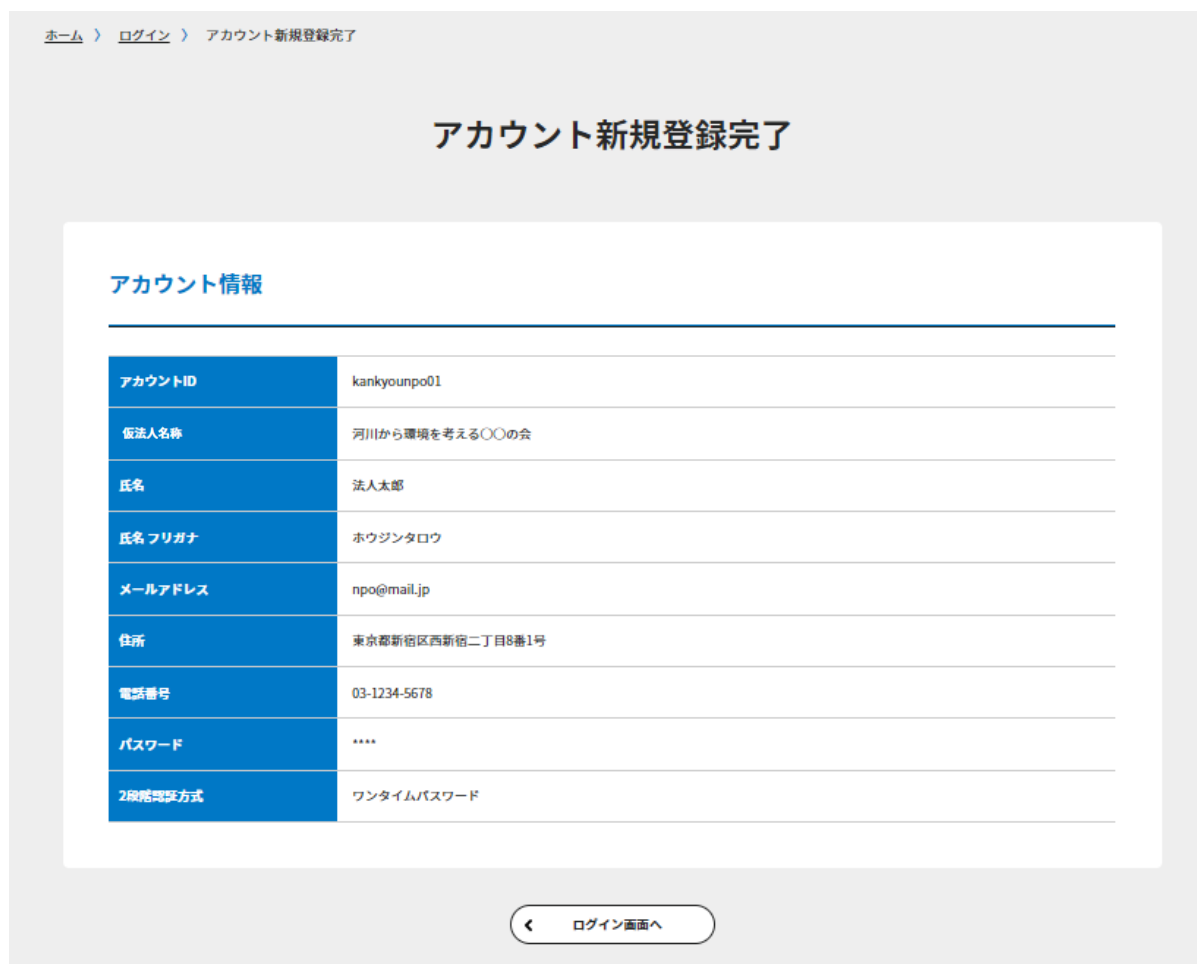 ホーム 〉 ログイン 〉 アカウント新規登録完了
アカウント新規登録完了
アカウント情報
アカウントID kankyounpo01
仮法人名称 河川から環境を考える〇〇の会
氏名 法人太郎
氏名 フリガナ ホウジンタロウ
メールアドレス npo@mail.jp
住所 東京都新宿区西新宿二丁目8番1号
電話番号 03-1234-5678
パスワード ****
2段階認証方式 ワンタイムパスワード
ログイン画面へ